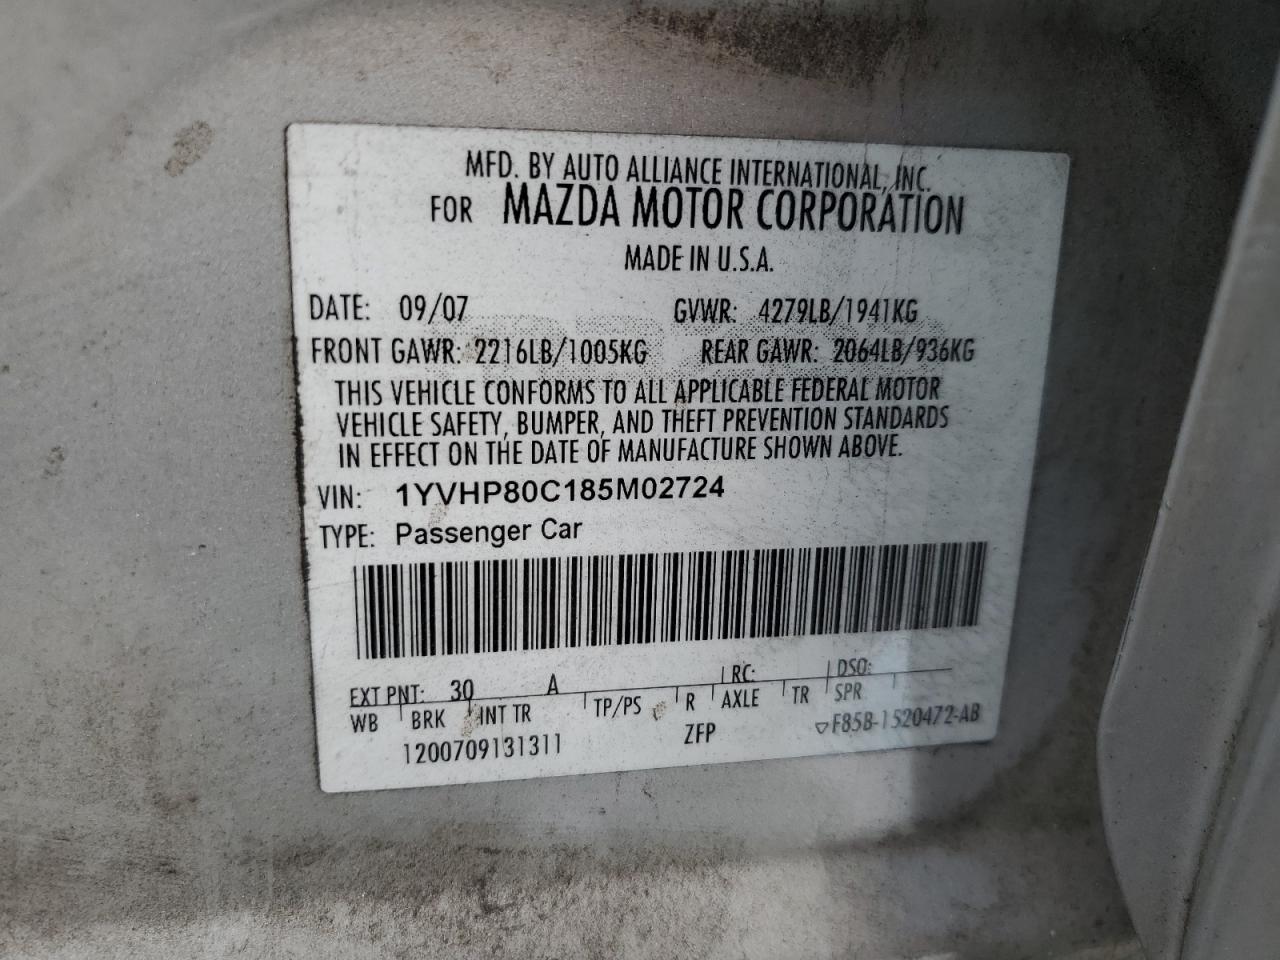 MFD. BY AUTO ALLIANCE INTERNATIONAL, INC.
FOR MAZDA MOTOR CORPORATION
MADE IN U.S.A.
DATE: 09/07 GVWR: 4279LB/1941KG
FRONT GAWR: 2216LB/1005KG REAR GAWR: 2064LB/936KG
THIS VEHICLE CONFORMS TO ALL APPLICABLE FEDERAL MOTOR
VEHICLE SAFETY, BUMPER, AND THEFT PREVENTION STANDARDS
IN EFFECT ON THE DATE OF MANUFACTURE SHOWN ABOVE.
VIN: 1YVHP80C185M02724
TYPE: Passenger Car
EXT PNT: 30 A RC: DSO:
WB BRK INT TR TP/PS R AXLE TR SPR
1200709131311 ZFP F85B-1520472-AB